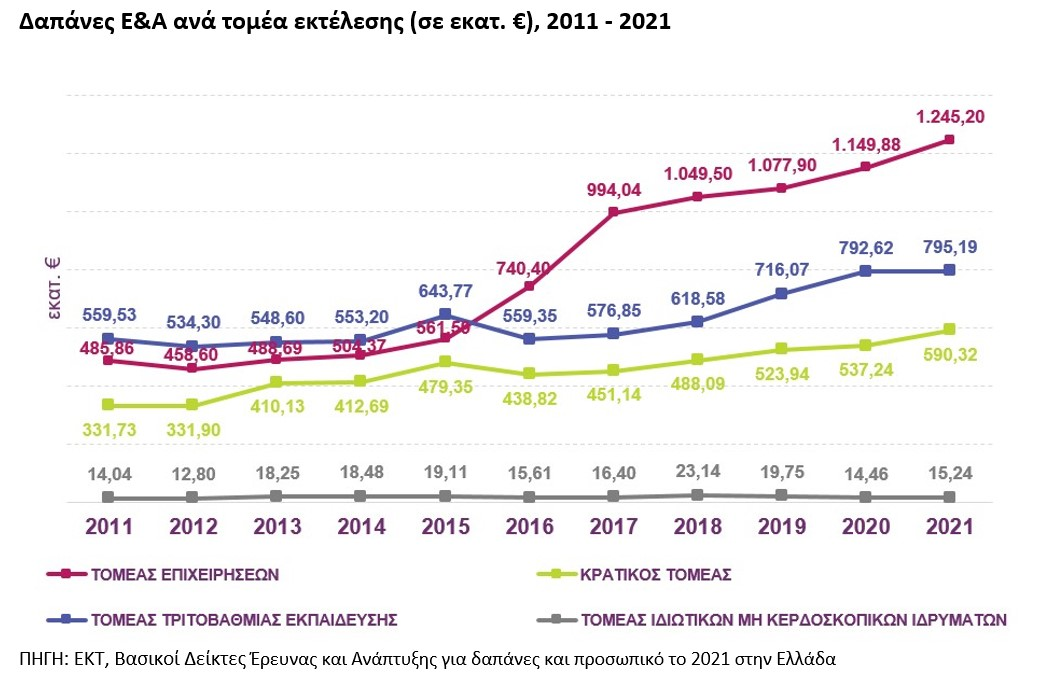 Δαπάνες Ε&Α ανά τομέα εκτέλεσης (σε εκατ. €), 2011 - 2021
εκατ. €
485,86 458,60 488,69 504,37 561,59 740,40 994,04 1.049,50 1.077,90 1.149,88 1.245,20
559,53 534,30 548,60 553,20 643,77 559,35 576,85 618,58 716,07 792,62 795,19
331,73 331,90 410,13 412,69 479,35 438,82 451,14 488,09 523,94 537,24 590,32
14,04 12,80 18,25 18,48 19,11 15,61 16,40 23,14 19,75 14,46 15,24
2011 2012 2013 2014 2015 2016 2017 2018 2019 2020 2021
ΤΟΜΕΑΣ ΕΠΙΧΕΙΡΗΣΕΩΝ ΚΡΑΤΙΚΟΣ ΤΟΜΕΑΣ
ΤΟΜΕΑΣ ΤΡΙΤΟΒΑΘΜΙΑΣ ΕΚΠΑΙΔΕΥΣΗΣ ΤΟΜΕΑΣ ΙΔΙΩΤΙΚΩΝ ΜΗ ΚΕΡΔΟΣΚΟΠΙΚΩΝ ΙΔΡΥΜΑΤΩΝ
ΠΗΓΗ: ΕΚΤ, Βασικοί Δείκτες Έρευνας και Ανάπτυξης για δαπάνες και προσωπικό το 2021 στην Ελλάδα